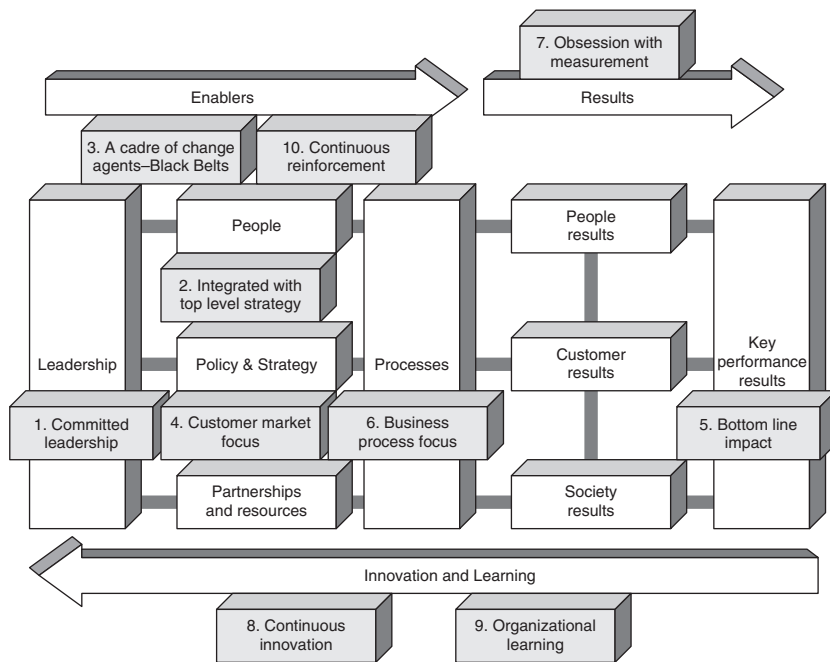 7. Obsession with
measurement
Enablers
Results
3. A cadre of change
agents–Black Belts
10. Continuous
reinforcement
People
People
results
2. Integrated with
top level strategy
Leadership
Policy & Strategy
Processes
Customer
results
Key
performance
results
1. Committed
leadership
4. Customer market
focus
6. Business
process focus
5. Bottom line
impact
Partnerships
and resources
Society
results
Innovation and Learning
8. Continuous
innovation
9. Organizational
learning